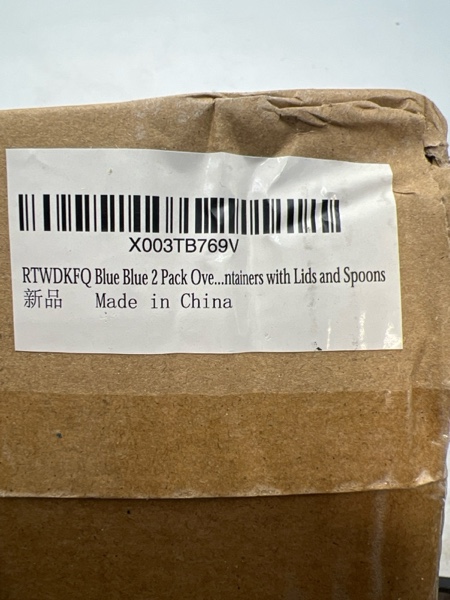 X003TB769V
RTWDKFQ Blue Blue 2 Pack Ove...ntainers with Lids and Spoons
新品 Made in China